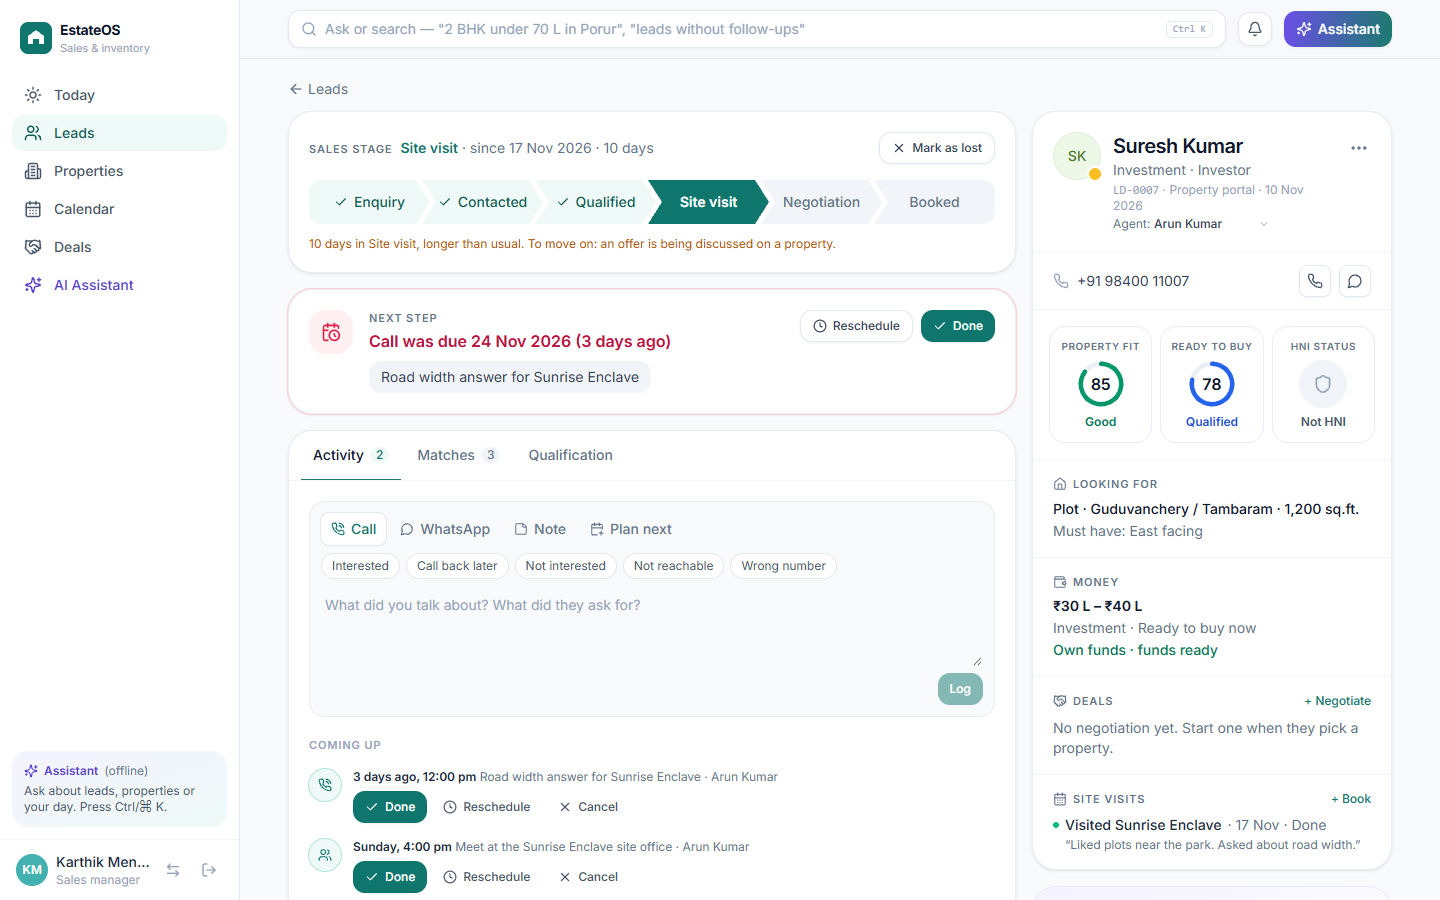 EstateOS
Sales & inventory
Today
Leads
Properties
Calendar
Deals
AI Assistant
Assistant (offline)
Ask about leads, properties or
your day. Press Ctrl/⌘ K.
KM
Karthik Men...
Sales manager
Ask or search — "2 BHK under 70 L in Porur", "leads without follow-ups"
Ctrl K
Assistant
Leads
SALES STAGE Site visit · since 17 Nov 2026 · 10 days
Mark as lost
Enquiry
Contacted
Qualified
Site visit
Negotiation
Booked
10 days in Site visit, longer than usual. To move on: an offer is being discussed on a property.
NEXT STEP
Call was due 24 Nov 2026 (3 days ago)
Road width answer for Sunrise Enclave
Reschedule
Done
Activity 2
Matches 3
Qualification
Call
WhatsApp
Note
Plan next
Interested
Call back later
Not interested
Not reachable
Wrong number
What did you talk about? What did they ask for?
Log
COMING UP
3 days ago, 12:00 pm Road width answer for Sunrise Enclave · Arun Kumar
Done
Reschedule
Cancel
Sunday, 4:00 pm Meet at the Sunrise Enclave site office · Arun Kumar
Done
Reschedule
Cancel
SK
Suresh Kumar
Investment · Investor
LD-0007 · Property portal · 10 Nov
2026
Agent: Arun Kumar
+91 98400 11007
PROPERTY FIT
85
Good
READY TO BUY
78
Qualified
HNI STATUS
Not HNI
LOOKING FOR
Plot · Guduvanchery / Tambaram · 1,200 sq.ft.
Must have: East facing
MONEY
₹30 L – ₹40 L
Investment · Ready to buy now
Own funds · funds ready
DEALS
+ Negotiate
No negotiation yet. Start one when they pick a
property.
SITE VISITS
+ Book
Visited Sunrise Enclave · 17 Nov · Done
“Liked plots near the park. Asked about road width.”